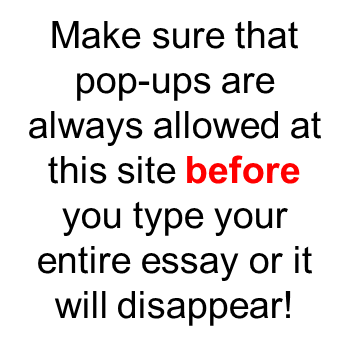 Make sure that
pop-ups are
always allowed at
this site before
you type your
entire essay or it
will disappear!